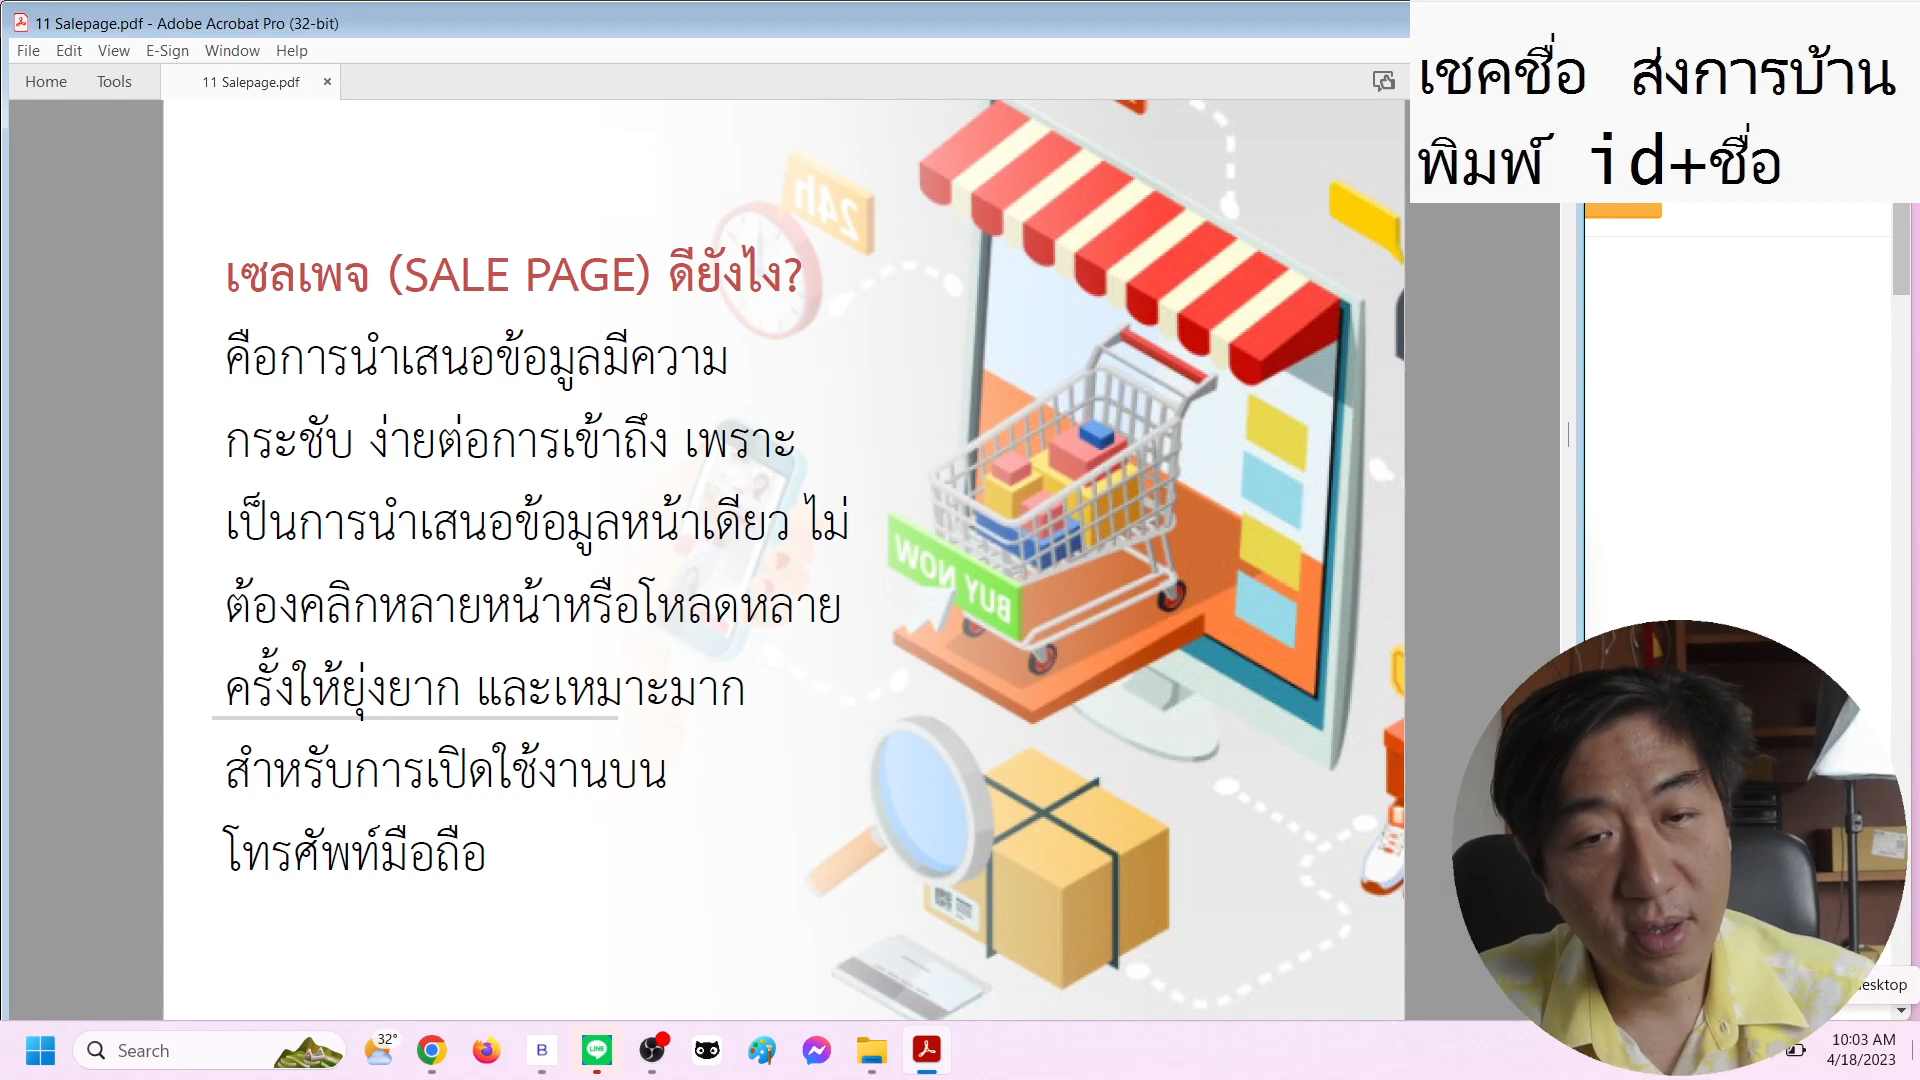 11 Salepage.pdf - Adobe Acrobat Pro (32-bit)
File Edit View E-Sign Window Help
Home Tools 11 Salepage.pdf ×
เชคชื่อ ส่งการบ้าน
พิมพ์ id+ชื่อ
24h
เซลเพจ (SALE PAGE) ดียังไง?
คือการนำเสนอข้อมูลมีความ
กระชับ ง่ายต่อการเข้าถึง เพราะ
เป็นการนำเสนอข้อมูลหน้าเดียว ไม่
ต้องคลิกหลายหน้าหรือโหลดหลาย
ครั้งให้ยุ่งยาก และเหมาะมาก
สำหรับการเปิดใช้งานบน
โทรศัพท์มือถือ
BUY NOW
esktop
Search
32°
B
LINE
10:03 AM
4/18/2023